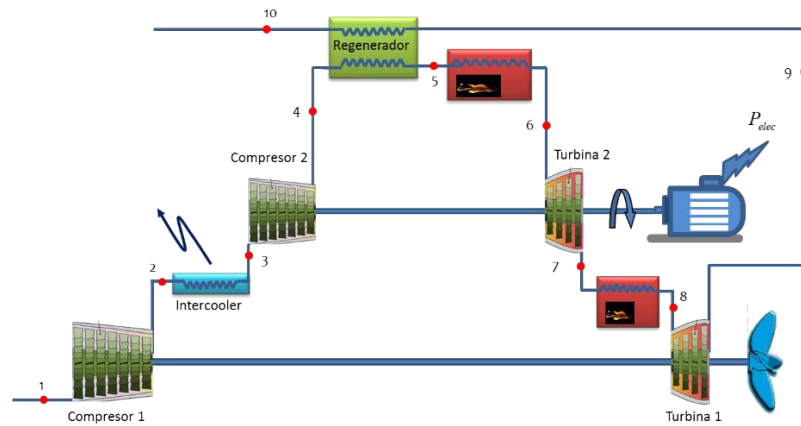 10
Regenerador
5
9
4
6
P_elec
Compresor 2
Turbina 2
2
3
7
Intercooler
8
1
Compresor 1
Turbina 1